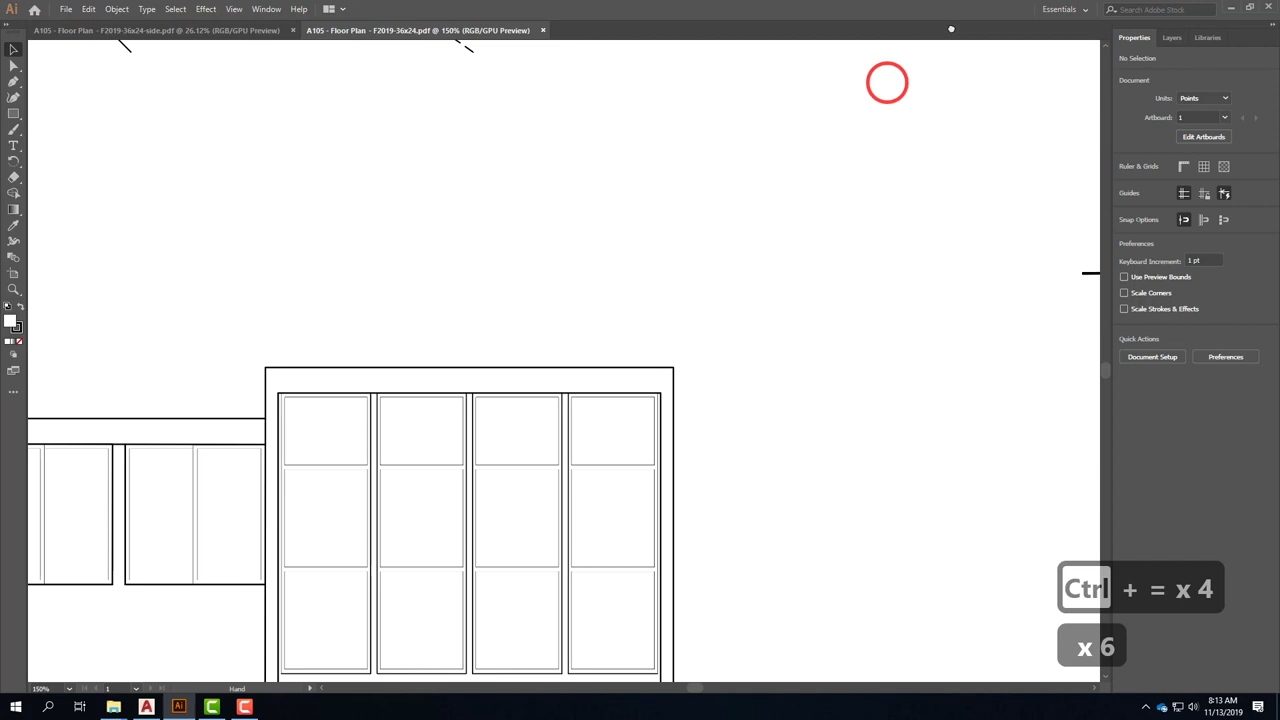 Ai File Edit Object Type Select Effect View Window Help Essentials Search Adobe Stock
A105 - Floor Plan - F2019-36x24-side.pdf @ 26.12% (RGB/GPU Preview) × A105 - Floor Plan - F2019-36x24.pdf @ 150% (RGB/GPU Preview) ×
Properties Layers Libraries
No Selection
Document
Units: Points
Artboard: 1
Edit Artboards
Ruler & Grids
Guides
Snap Options
Preferences
Keyboard Increment: 1 pt
Use Preview Bounds
Scale Corners
Scale Strokes & Effects
Quick Actions
Document Setup Preferences
Ctrl + = x 4
x 6
150% 1 Hand
8:13 AM
11/13/2019